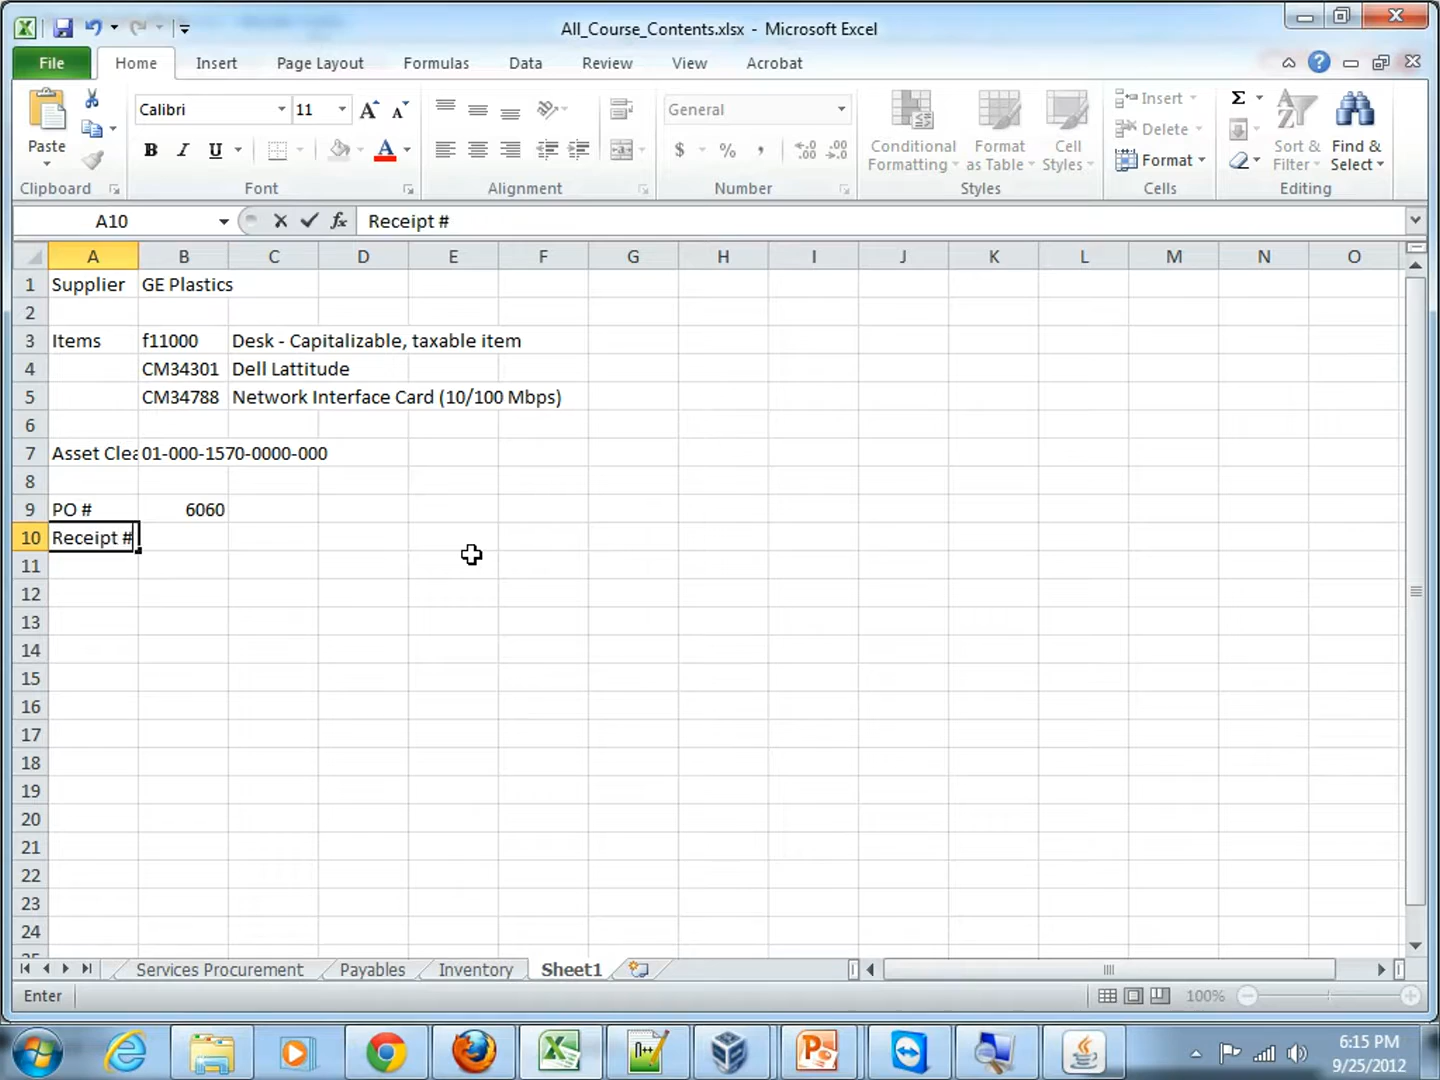 All_Course_Contents.xlsx - Microsoft Excel
File Home Insert Page Layout Formulas Data Review View Acrobat
Calibri 11 General Insert Σ
Paste B I U A $ % , Conditional Formatting Format as Table Cell Styles Delete Format Sort & Filter Find & Select
Clipboard Font Alignment Number Styles Cells Editing
A10 fx Receipt #
A B C D E F G H I J K L M N O
1 Supplier GE Plastics
2
3 Items f11000 Desk - Capitalizable, taxable item
4 CM34301 Dell Lattitude
5 CM34788 Network Interface Card (10/100 Mbps)
6
7 Asset Clea 01-000-1570-0000-000
8
9 PO # 6060
10 Receipt #
11
12
13
14
15
16
17
18
19
20
21
22
23
24
Services Procurement Payables Inventory Sheet1
Enter 100%
6:15 PM
9/25/2012